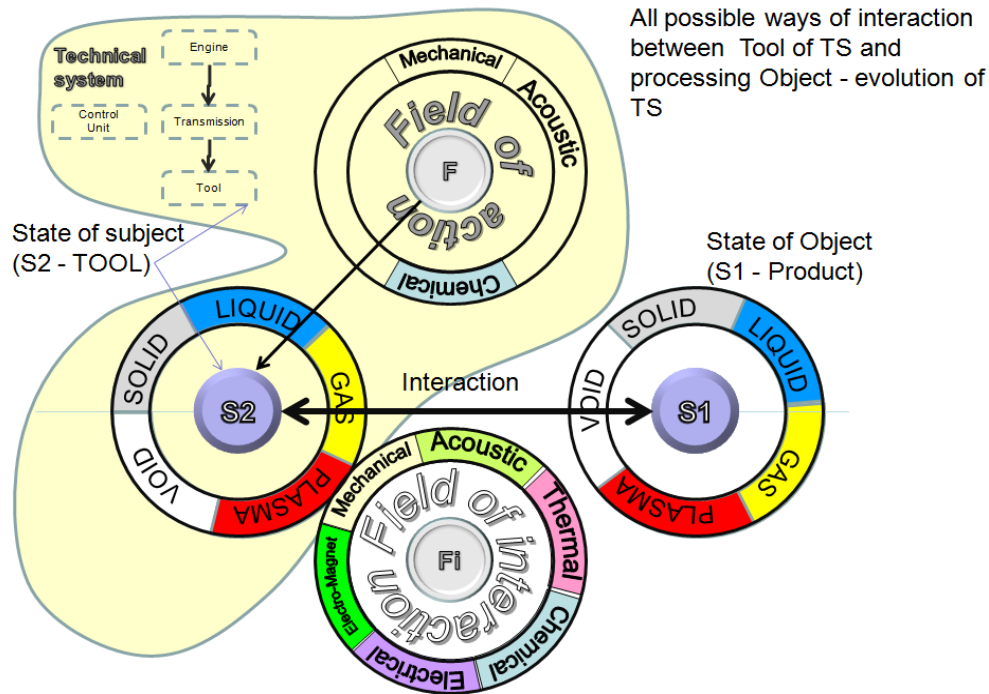 All possible ways of interaction
between Tool of TS and
processing Object - evolution of
TS
Technical
system
Engine
Control
Unit
Transmission
Tool
Mechanical
Acoustic
Chemical
Field of
action
F
State of subject
(S2 - TOOL)
State of Object
(S1 - Product)
SOLID
LIQUID
GAS
PLASMA
VOID
S2
Interaction
SOLID
LIQUID
GAS
PLASMA
VOID
S1
Mechanical
Acoustic
Thermal
Chemical
Electrical
Electro-Magnet
Field of interaction
Fi